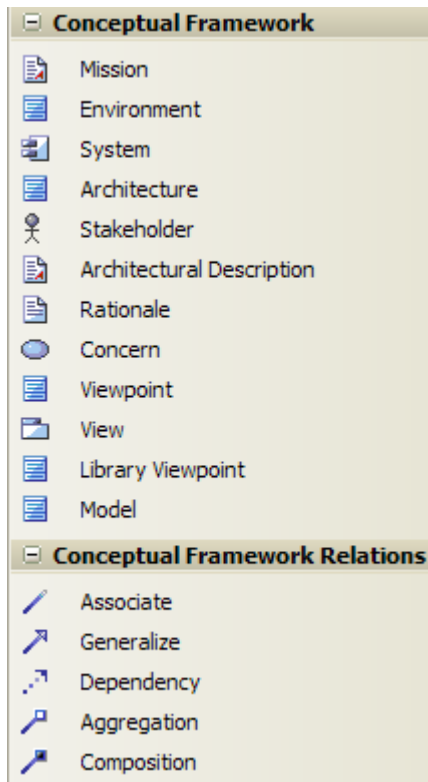 Conceptual Framework
Mission
Environment
System
Architecture
Stakeholder
Architectural Description
Rationale
Concern
Viewpoint
View
Library Viewpoint
Model
Conceptual Framework Relations
Associate
Generalize
Dependency
Aggregation
Composition